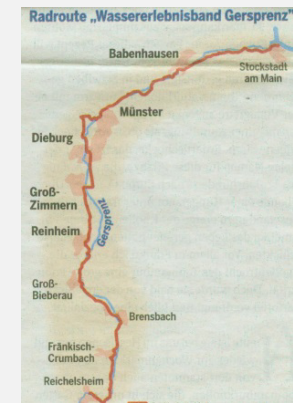 Radroute „Wassererlebnisband Gersprenz"
Babenhausen
Stockstadt
am Main
Münster
Dieburg
Groß-
Zimmern
Gersprenz
Reinheim
Groß-
Bieberau
Brensbach
Fränkisch-
Crumbach
Reichelsheim